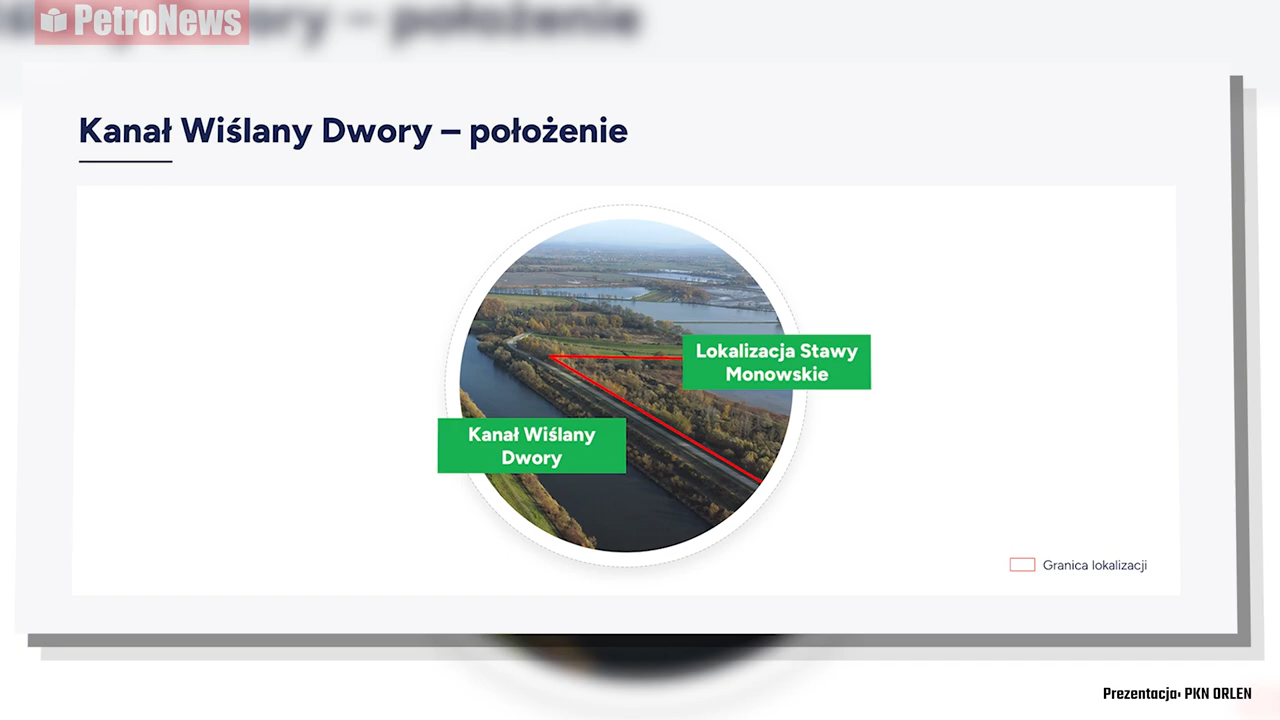 PetroNews
Kanał Wiślany Dwory – położenie
Lokalizacja Stawy
Monowskie
Kanał Wiślany
Dwory
Granica lokalizacji
Prezentacja: PKN ORLEN